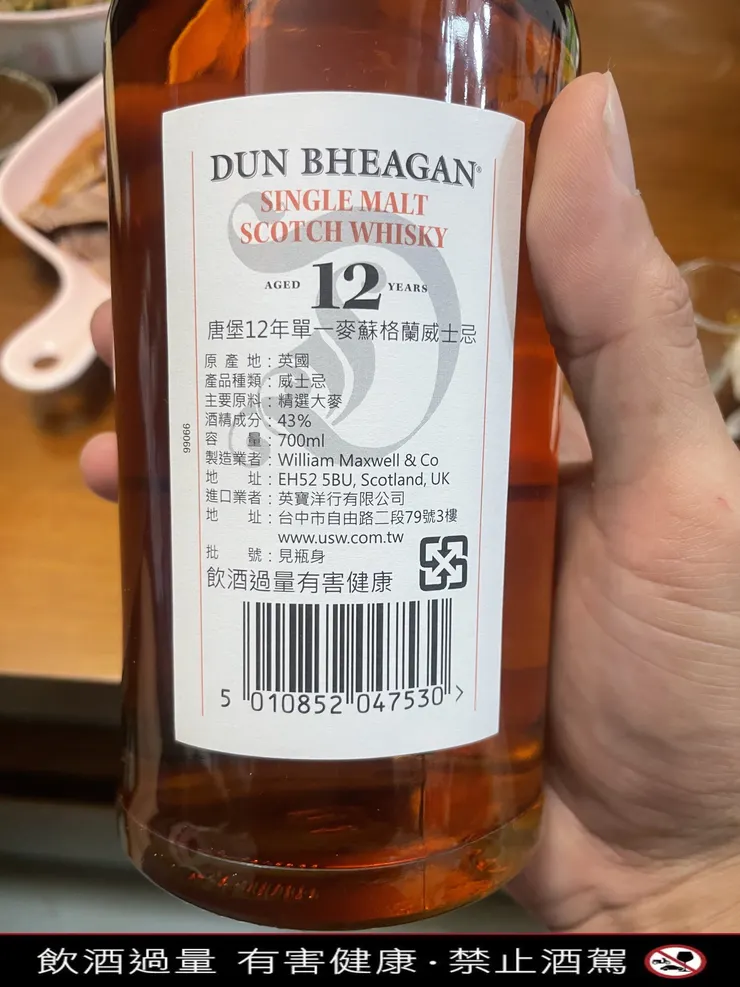 DUN BHEAGAN®
SINGLE MALT
SCOTCH WHISKY
AGED 12 YEARS
唐堡12年單一麥蘇格蘭威士忌
原產地：英國
產品種類：威士忌
主要原料：精選大麥
酒精成分：43%
容量：700ml
製造業者：William Maxwell & Co
地址：EH52 5BU, Scotland, UK
進口業者：英寶洋行有限公司
地址：台中市自由路二段79號3樓
www.usw.com.tw
批號：見瓶身
飲酒過量有害健康
5 010852 047530 >
99066
飲酒過量 有害健康·禁止酒駕